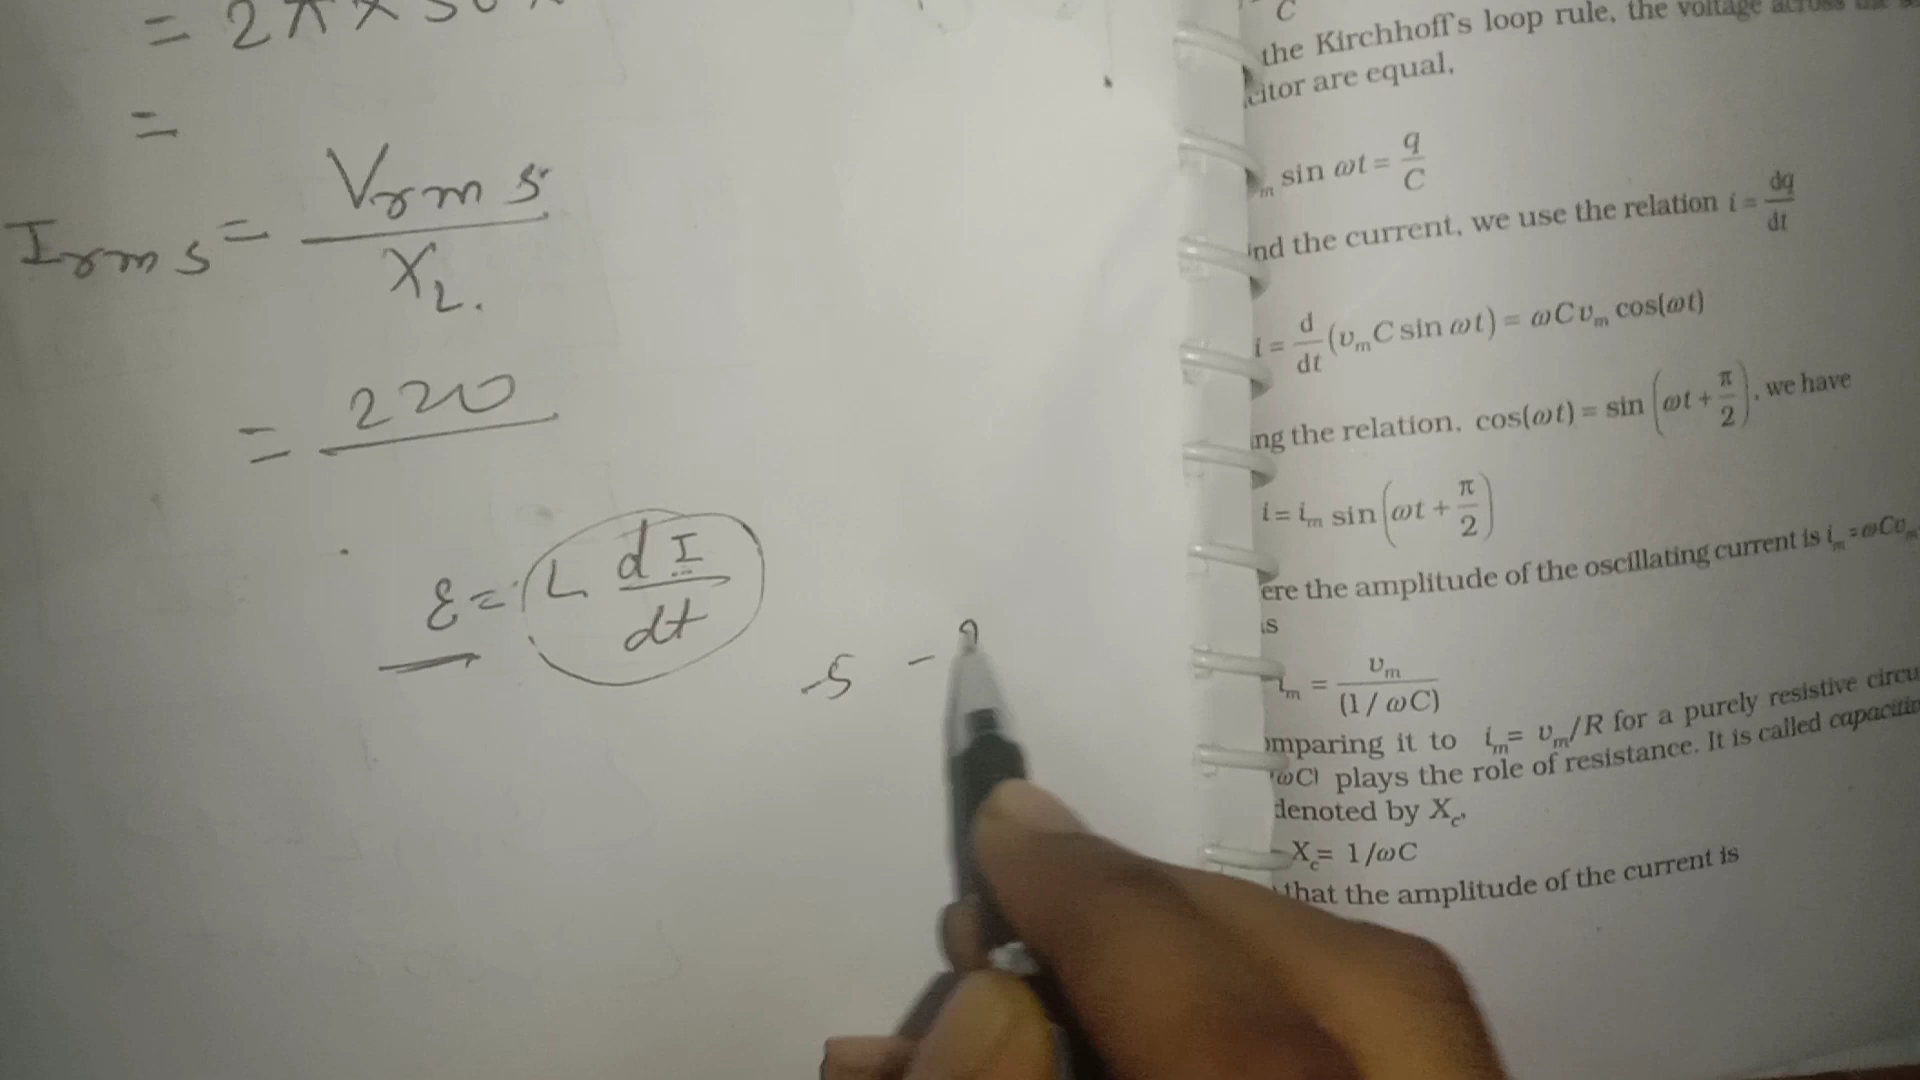 = 2π×50×
=
Irms = Vrms / XL.
= 220
ε = L dI/dt
5 - 9
C
the Kirchhoff's loop rule, the voltage across the
citor are equal,
m sin ωt = q/C
ind the current, we use the relation i = dq/dt
i = d/dt (vmC sin ωt) = ωCvm cos(ωt)
ng the relation, cos(ωt) = sin (ωt + π/2), we have
i = im sin (ωt + π/2)
ere the amplitude of the oscillating current is im = ωCvm
is
im = vm / (1/ωC)
omparing it to im = vm/R for a purely resistive circu
ωC) plays the role of resistance. It is called capacitiv
denoted by Xc,
Xc = 1/ωC
that the amplitude of the current is